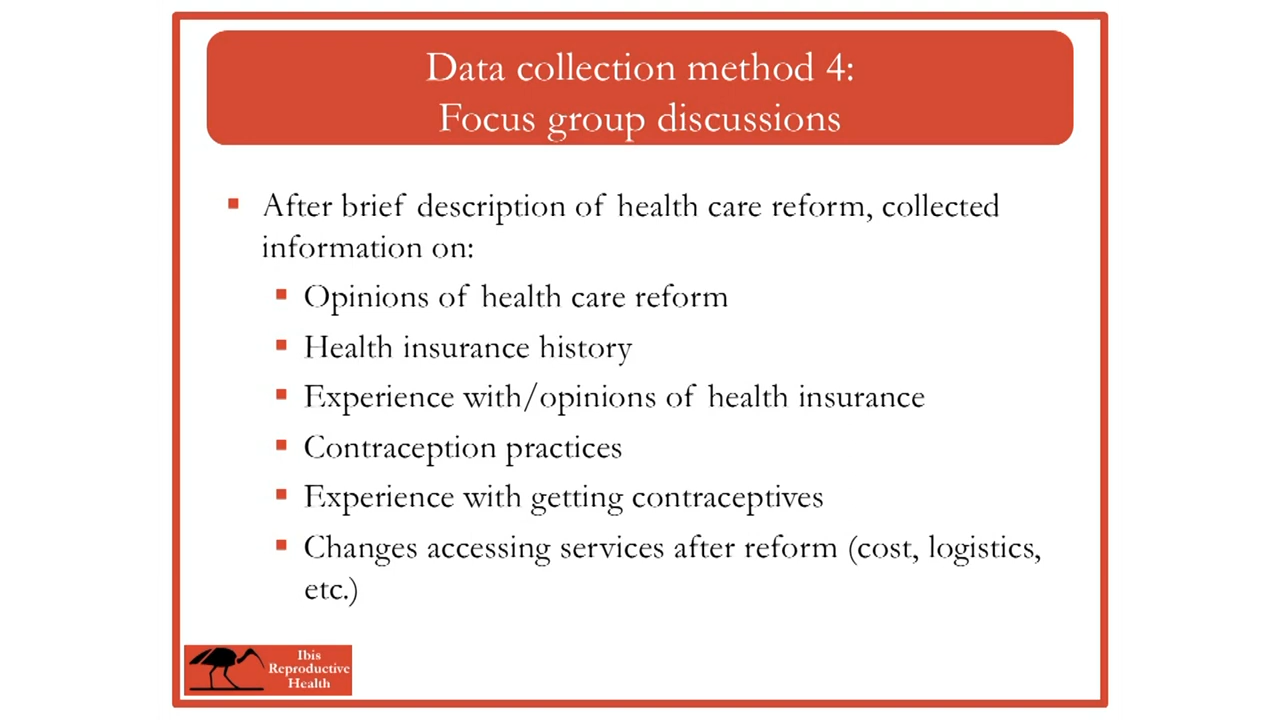 Data collection method 4:
Focus group discussions
▪ After brief description of health care reform, collected
information on:
▪ Opinions of health care reform
▪ Health insurance history
▪ Experience with/opinions of health insurance
▪ Contraception practices
▪ Experience with getting contraceptives
▪ Changes accessing services after reform (cost, logistics,
etc.)
Ibis
Reproductive
Health